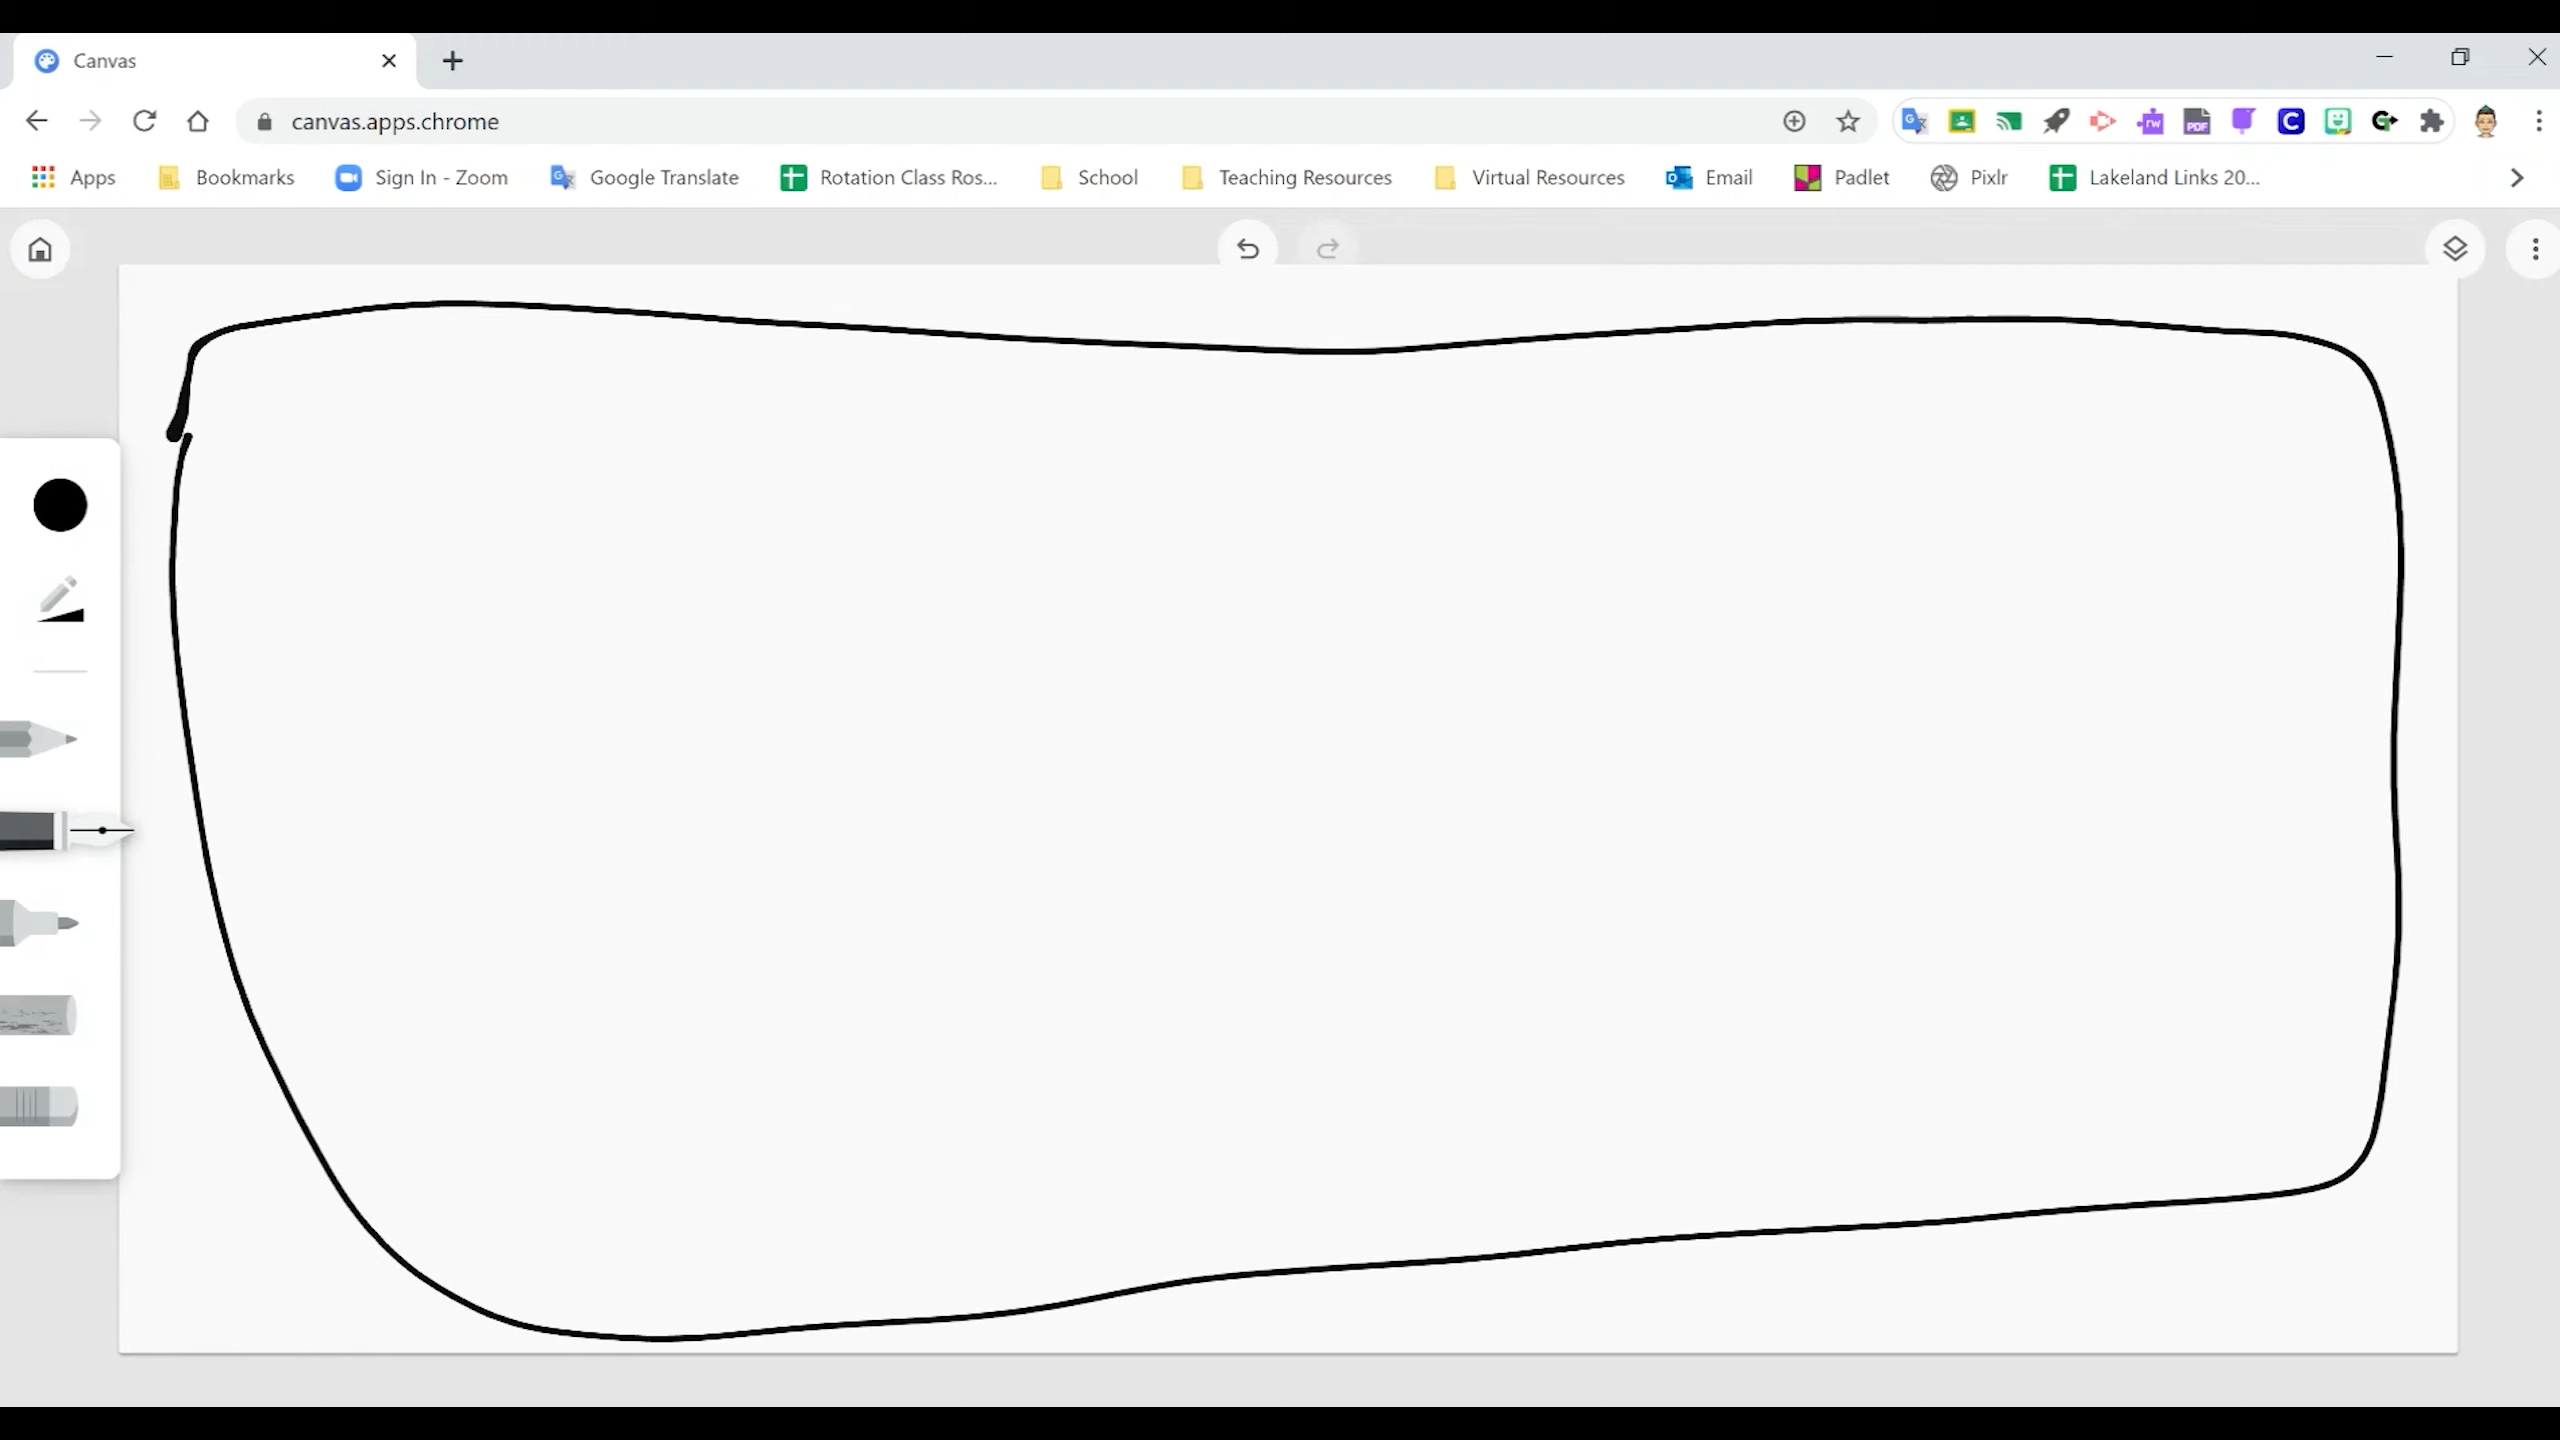 Canvas
canvas.apps.chrome
Apps Bookmarks Sign In - Zoom Google Translate Rotation Class Ros... School Teaching Resources Virtual Resources Email Padlet Pixlr Lakeland Links 20...